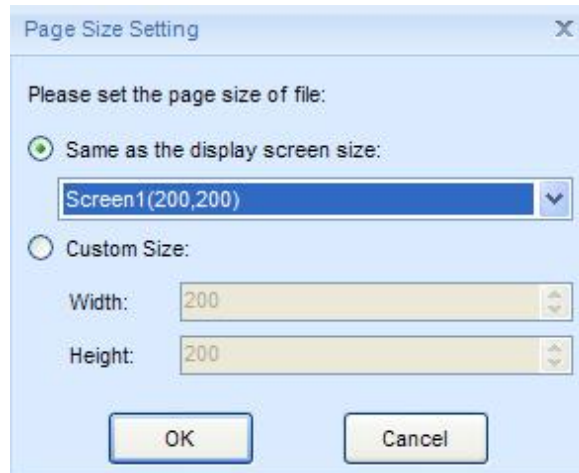 Page Size Setting
Please set the page size of file:
Same as the display screen size:
Screen1(200,200)
Custom Size:
Width: 200
Height: 200
OK Cancel